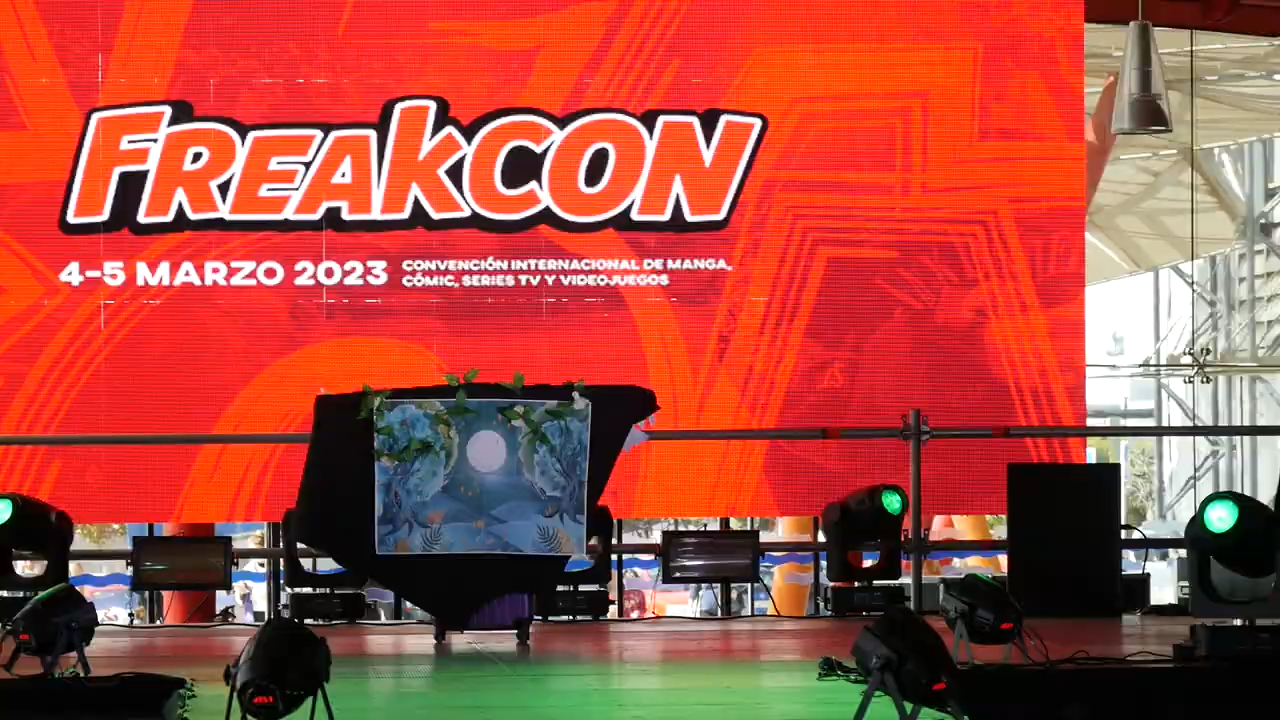 FREAKCON
4-5 MARZO 2023
CONVENCIÓN INTERNACIONAL DE MANGA,
CÓMIC, SERIES TV Y VIDEOJUEGOS